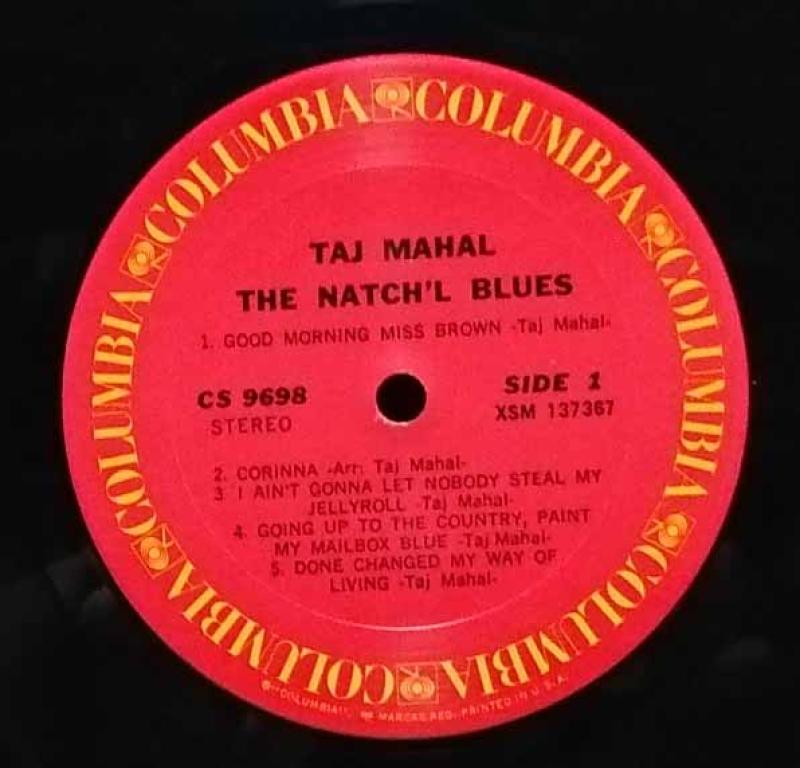 COLUMBIA COLUMBIA COLUMBIA COLUMBIA COLUMBIA COLUMBIA
TAJ MAHAL
THE NATCH'L BLUES
1. GOOD MORNING MISS BROWN -Taj Mahal-
CS 9698
STEREO
SIDE 1
XSM 137367
2. CORINNA -Arr: Taj Mahal-
3 I AIN'T GONNA LET NOBODY STEAL MY
JELLYROLL -Taj Mahal-
4. GOING UP TO THE COUNTRY, PAINT
MY MAILBOX BLUE -Taj Mahal-
5. DONE CHANGED MY WAY OF
LIVING -Taj Mahal-
®"COLUMBIA", MARCAS REG. PRINTED IN U.S.A.